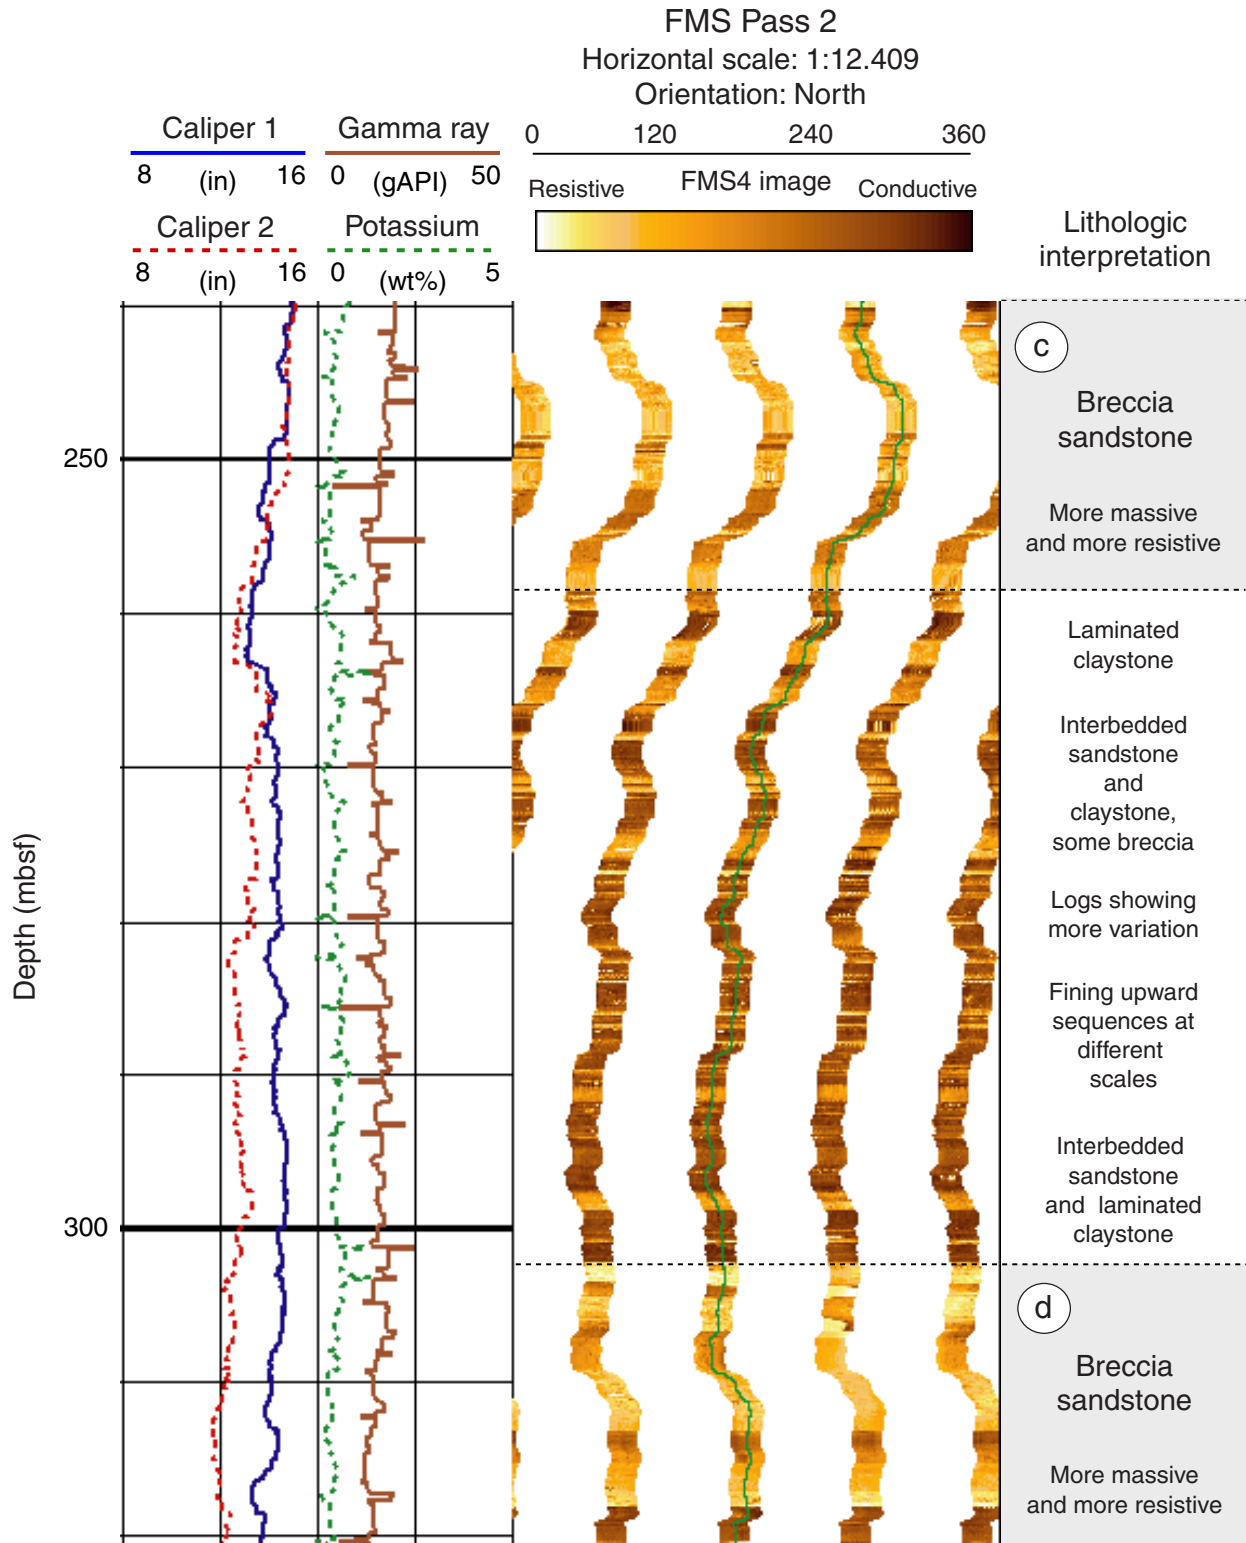 FMS Pass 2
Horizontal scale: 1:12.409
Orientation: North
Caliper 1
Gamma ray
0 120 240 360
8 (in) 16
0 (gAPI) 50
Resistive FMS4 image Conductive
Caliper 2
Potassium
8 (in) 16
0 (wt%) 5
Lithologic
interpretation
c
Breccia
sandstone
250
More massive
and more resistive
Laminated
claystone
Interbedded
sandstone
and
claystone,
some breccia
Depth (mbsf)
Logs showing
more variation
Fining upward
sequences at
different
scales
Interbedded
sandstone
and laminated
claystone
300
d
Breccia
sandstone
More massive
and more resistive